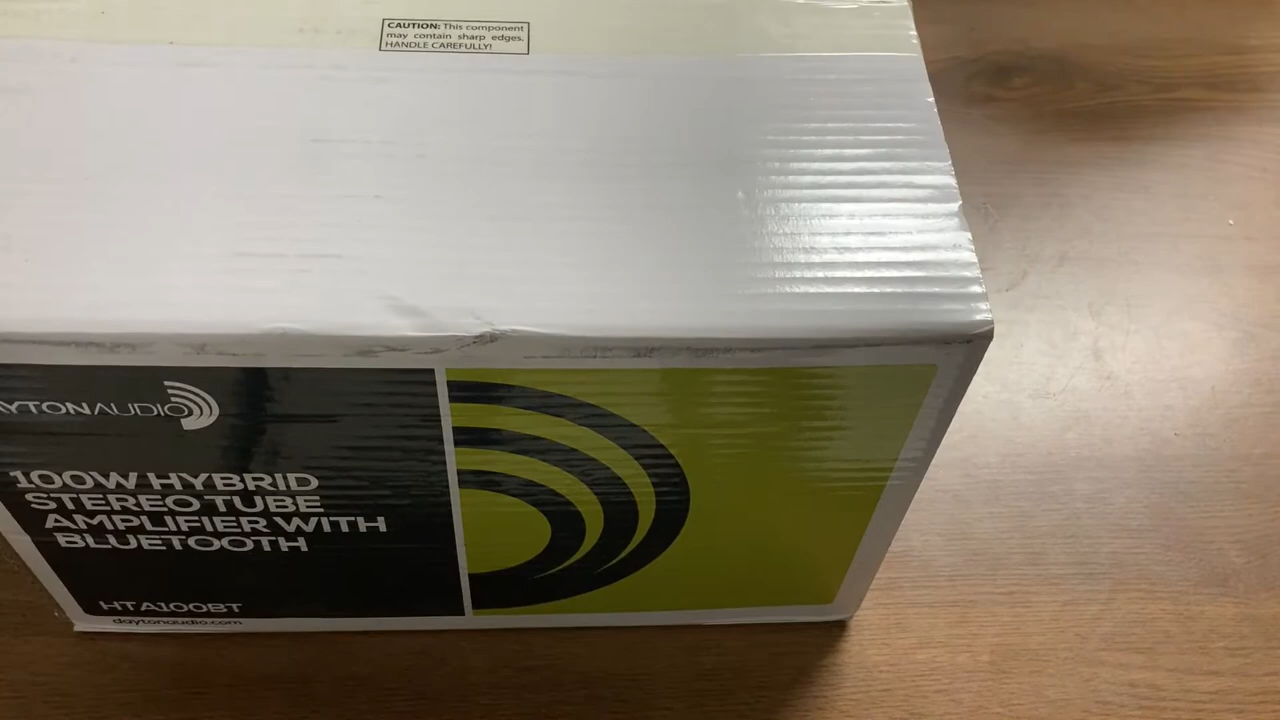 CAUTION: This component
may contain sharp edges.
HANDLE CAREFULLY!
AYTONAUDIO
100W HYBRID
STEREO TUBE
AMPLIFIER WITH
BLUETOOTH
HTA100BT
daytonaudio.com